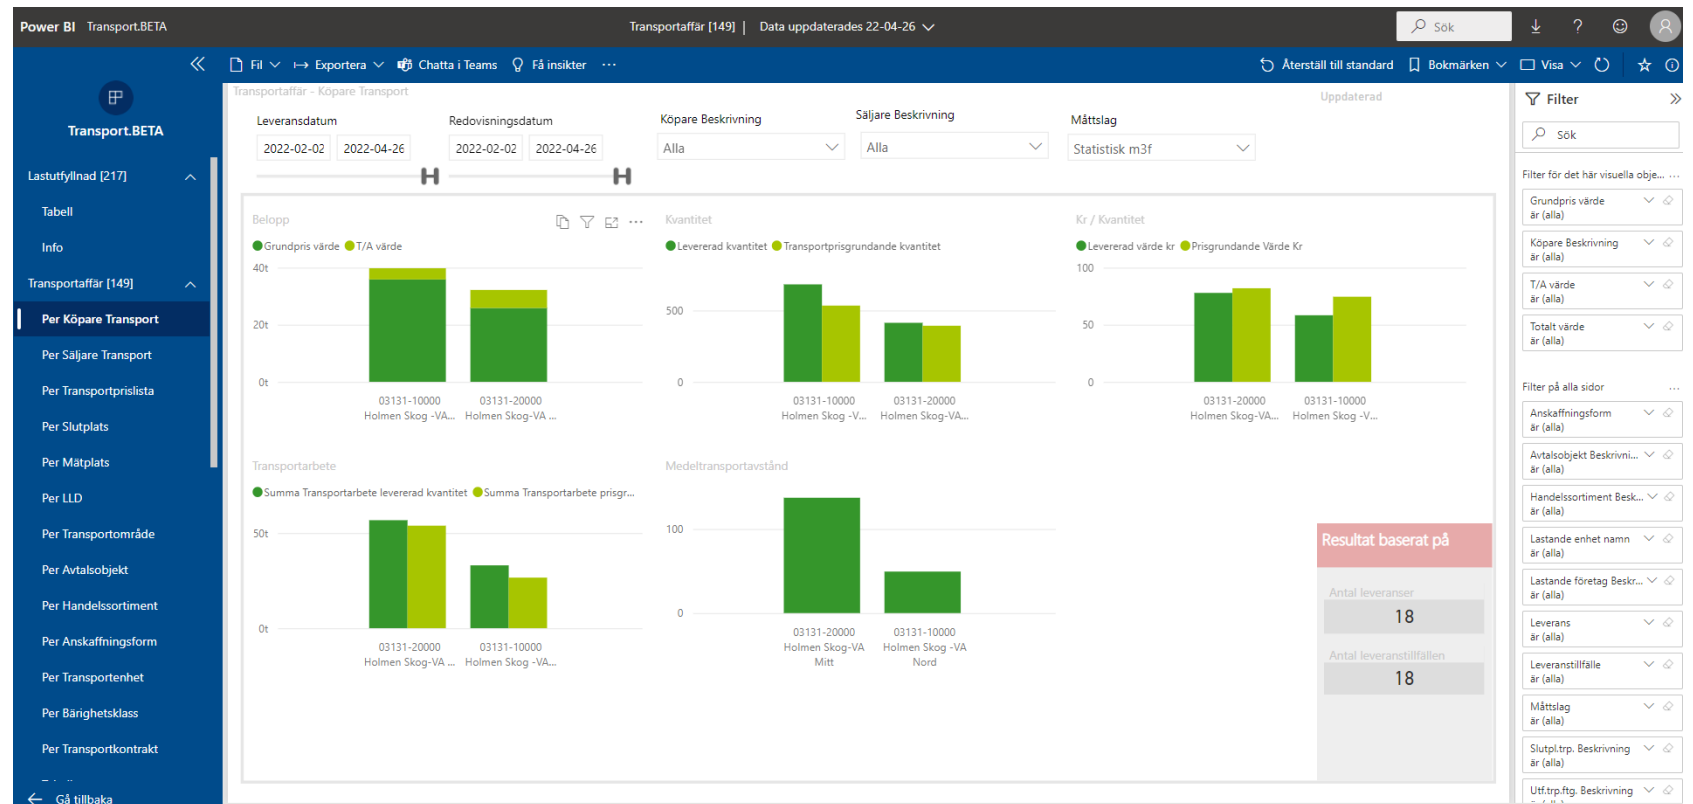 Power BI Transport.BETA
Transportaffär [149] | Data uppdaterades 22-04-26
Sök
Fil
Exportera
Chatta i Teams
Få insikter
Återställ till standard
Bokmärken
Visa
Transport.BETA
Lastutfyllnad [217]
Tabell
Info
Transportaffär [149]
Per Köpare Transport
Per Säljare Transport
Per Transportprislista
Per Slutplats
Per Mätplats
Per LLD
Per Transportområde
Per Avtalsobjekt
Per Handelssortiment
Per Anskaffningsform
Per Transportenhet
Per Bärighetsklass
Per Transportkontrakt
Gå tillbaka
Transportaffär - Köpare Transport
Uppdaterad
Leveransdatum
2022-02-02 2022-04-26
Redovisningsdatum
2022-02-02 2022-04-26
Köpare Beskrivning
Alla
Säljare Beskrivning
Alla
Måttslag
Statistisk m3f
Belopp
Grundpris värde T/A värde
40t
20t
0t
03131-10000 03131-20000
Holmen Skog -VA... Holmen Skog-VA ...
Kvantitet
Levererad kvantitet Transportprisgrundande kvantitet
500
0
03131-10000 03131-20000
Holmen Skog -V... Holmen Skog-VA...
Kr / Kvantitet
Levererad värde kr Prisgrundande Värde Kr
100
50
0
03131-20000 03131-10000
Holmen Skog-VA... Holmen Skog -V...
Transportarbete
Summa Transportarbete levererad kvantitet Summa Transportarbete prisgr...
50t
0t
03131-20000 03131-10000
Holmen Skog-VA ... Holmen Skog -VA...
Medeltransportavstånd
100
0
03131-20000 03131-10000
Holmen Skog-VA Holmen Skog -VA
Mitt Nord
Resultat baserat på
Antal leveranser
18
Antal leveranstillfällen
18
Filter
Sök
Filter för det här visuella obje... ...
Grundpris värde
är (alla)
Köpare Beskrivning
är (alla)
T/A värde
är (alla)
Totalt värde
är (alla)
Filter på alla sidor ...
Anskaffningsform
är (alla)
Avtalsobjekt Beskrivni...
är (alla)
Handelssortiment Besk...
är (alla)
Lastande enhet namn
är (alla)
Lastande företag Beskr...
är (alla)
Leverans
är (alla)
Leveranstillfälle
är (alla)
Måttslag
är (alla)
Slutpl.trp. Beskrivning
är (alla)
Utf.trp.ftg. Beskrivning